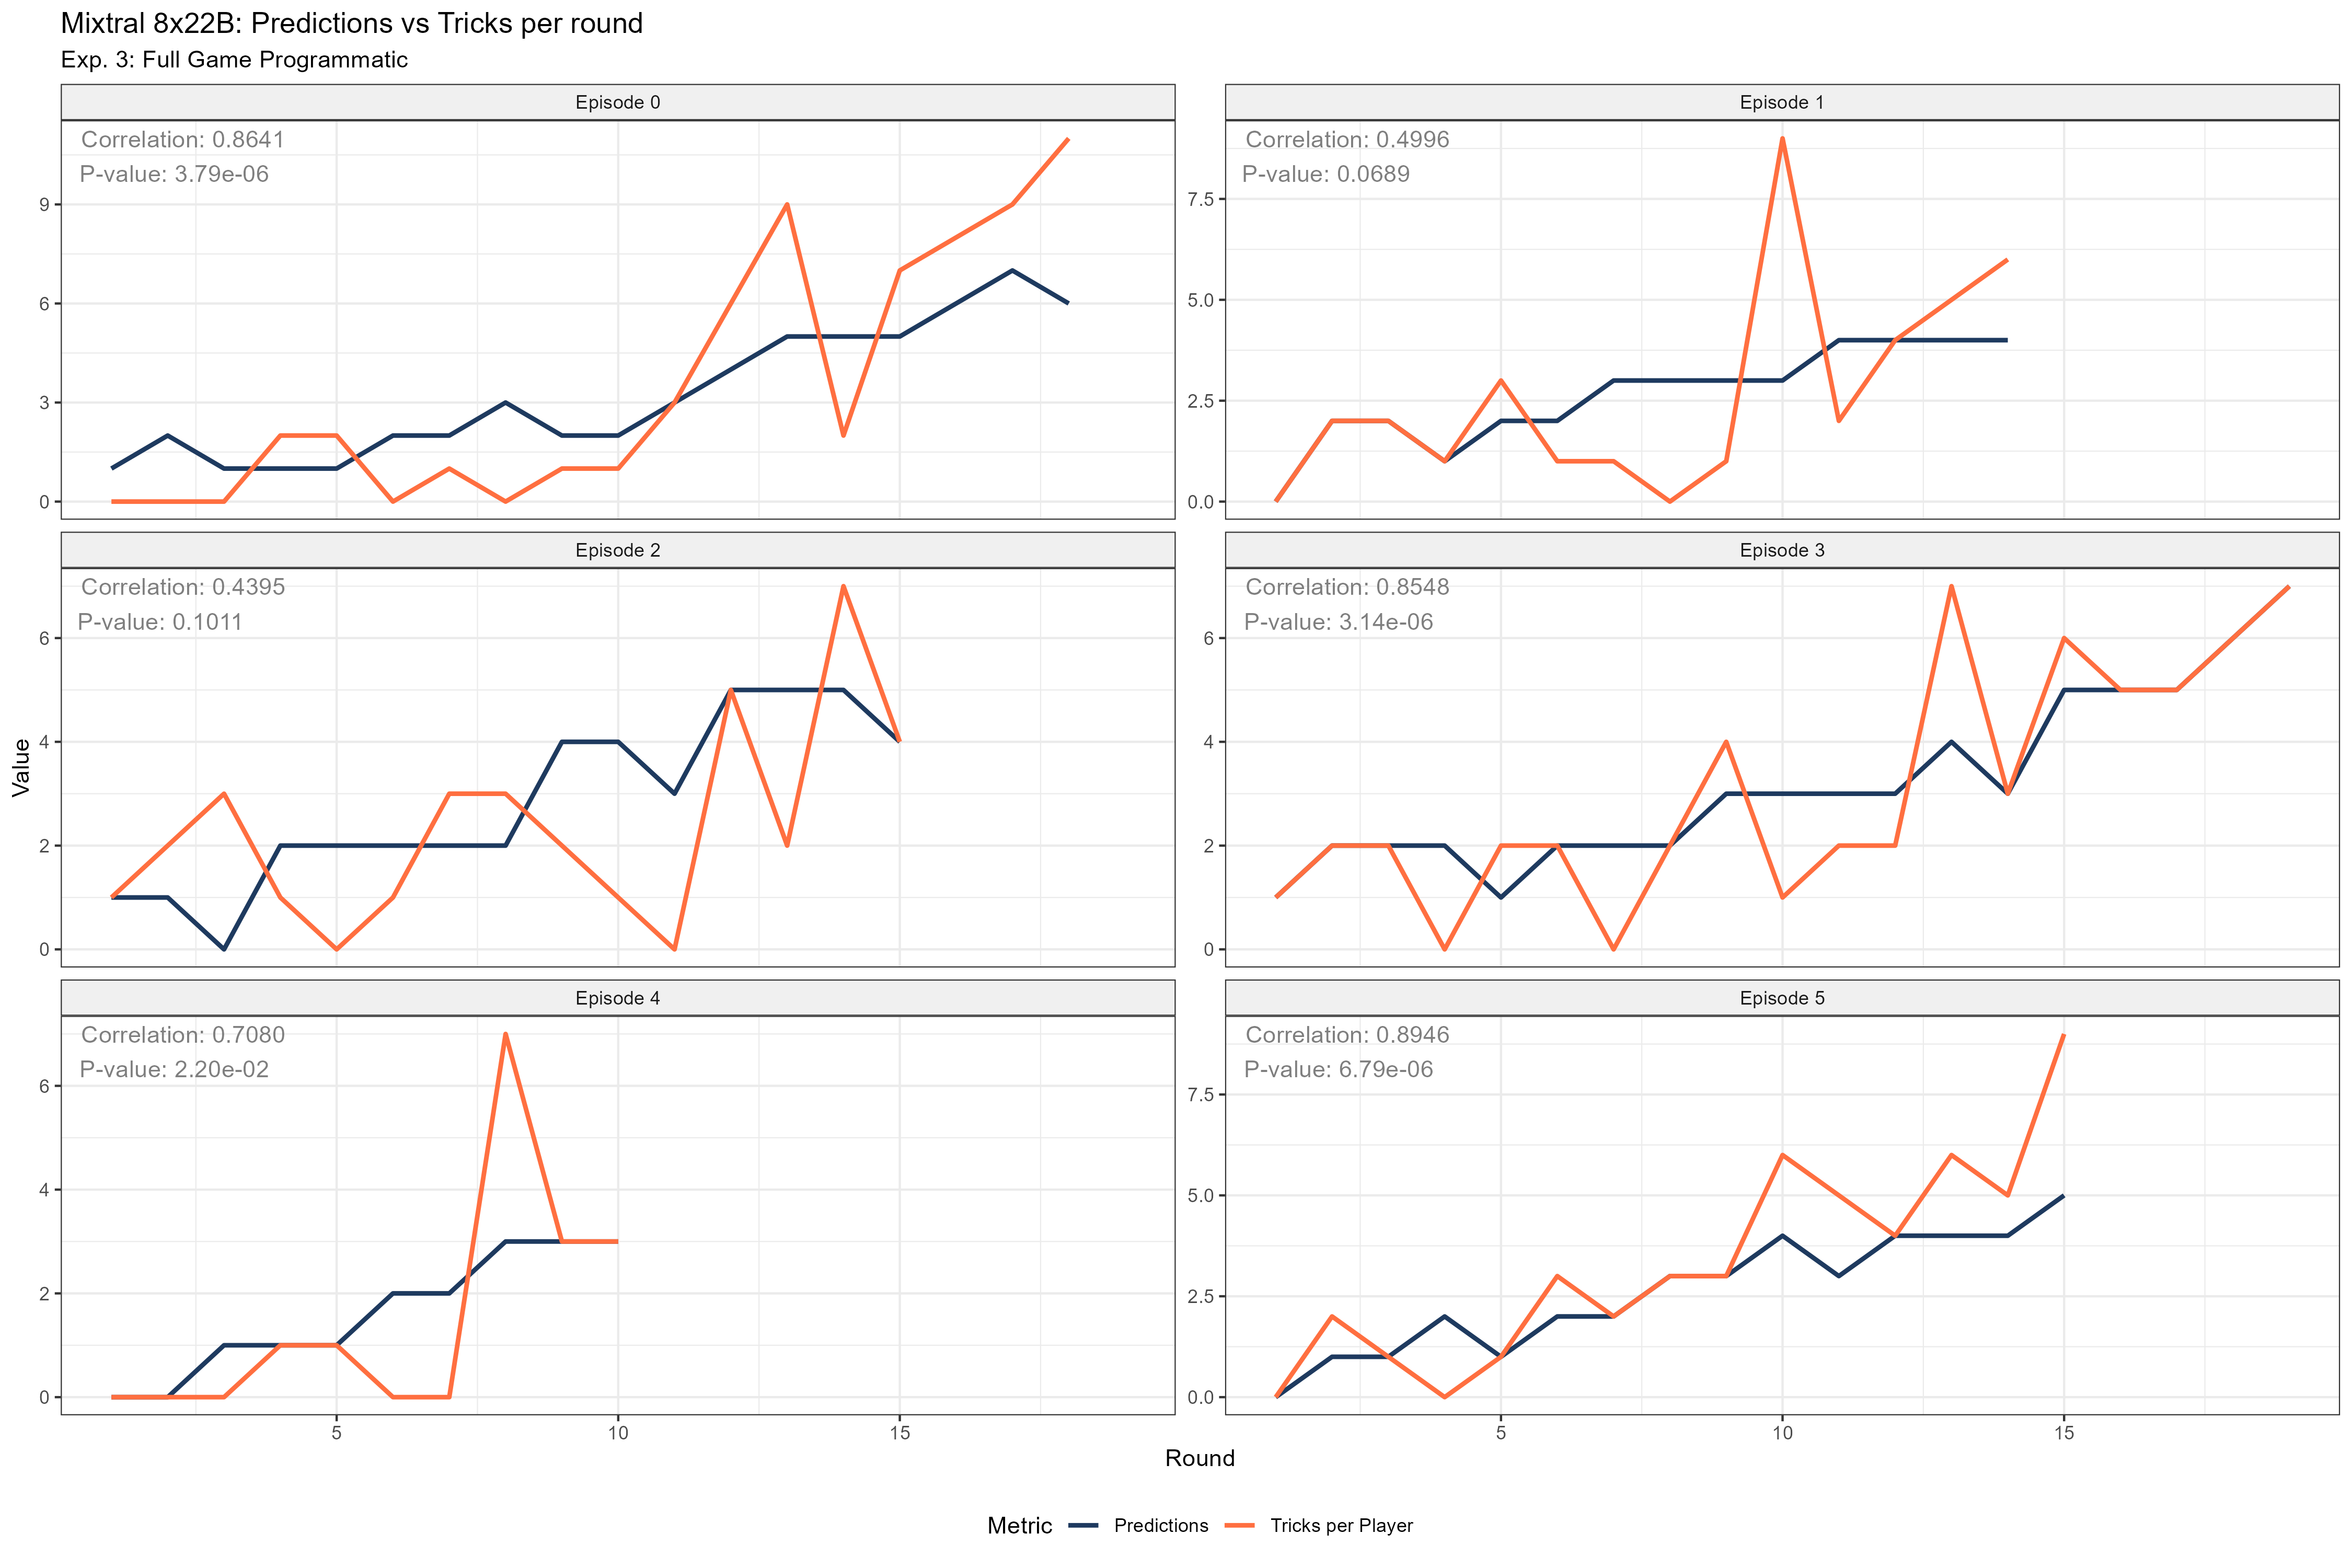 Mixtral 8x22B: Predictions vs Tricks per round
Exp. 3: Full Game Programmatic
Episode 0
Correlation: 0.8641
P-value: 3.79e-06
9
6
3
0
Episode 1
Correlation: 0.4996
P-value: 0.0689
7.5
5.0
2.5
0.0
Episode 2
Correlation: 0.4395
P-value: 0.1011
6
4
2
0
Episode 3
Correlation: 0.8548
P-value: 3.14e-06
6
4
2
0
Value
Episode 4
Correlation: 0.7080
P-value: 2.20e-02
6
4
2
0
5 10 15
Episode 5
Correlation: 0.8946
P-value: 6.79e-06
7.5
5.0
2.5
0.0
5 10 15
Round
Metric Predictions Tricks per Player